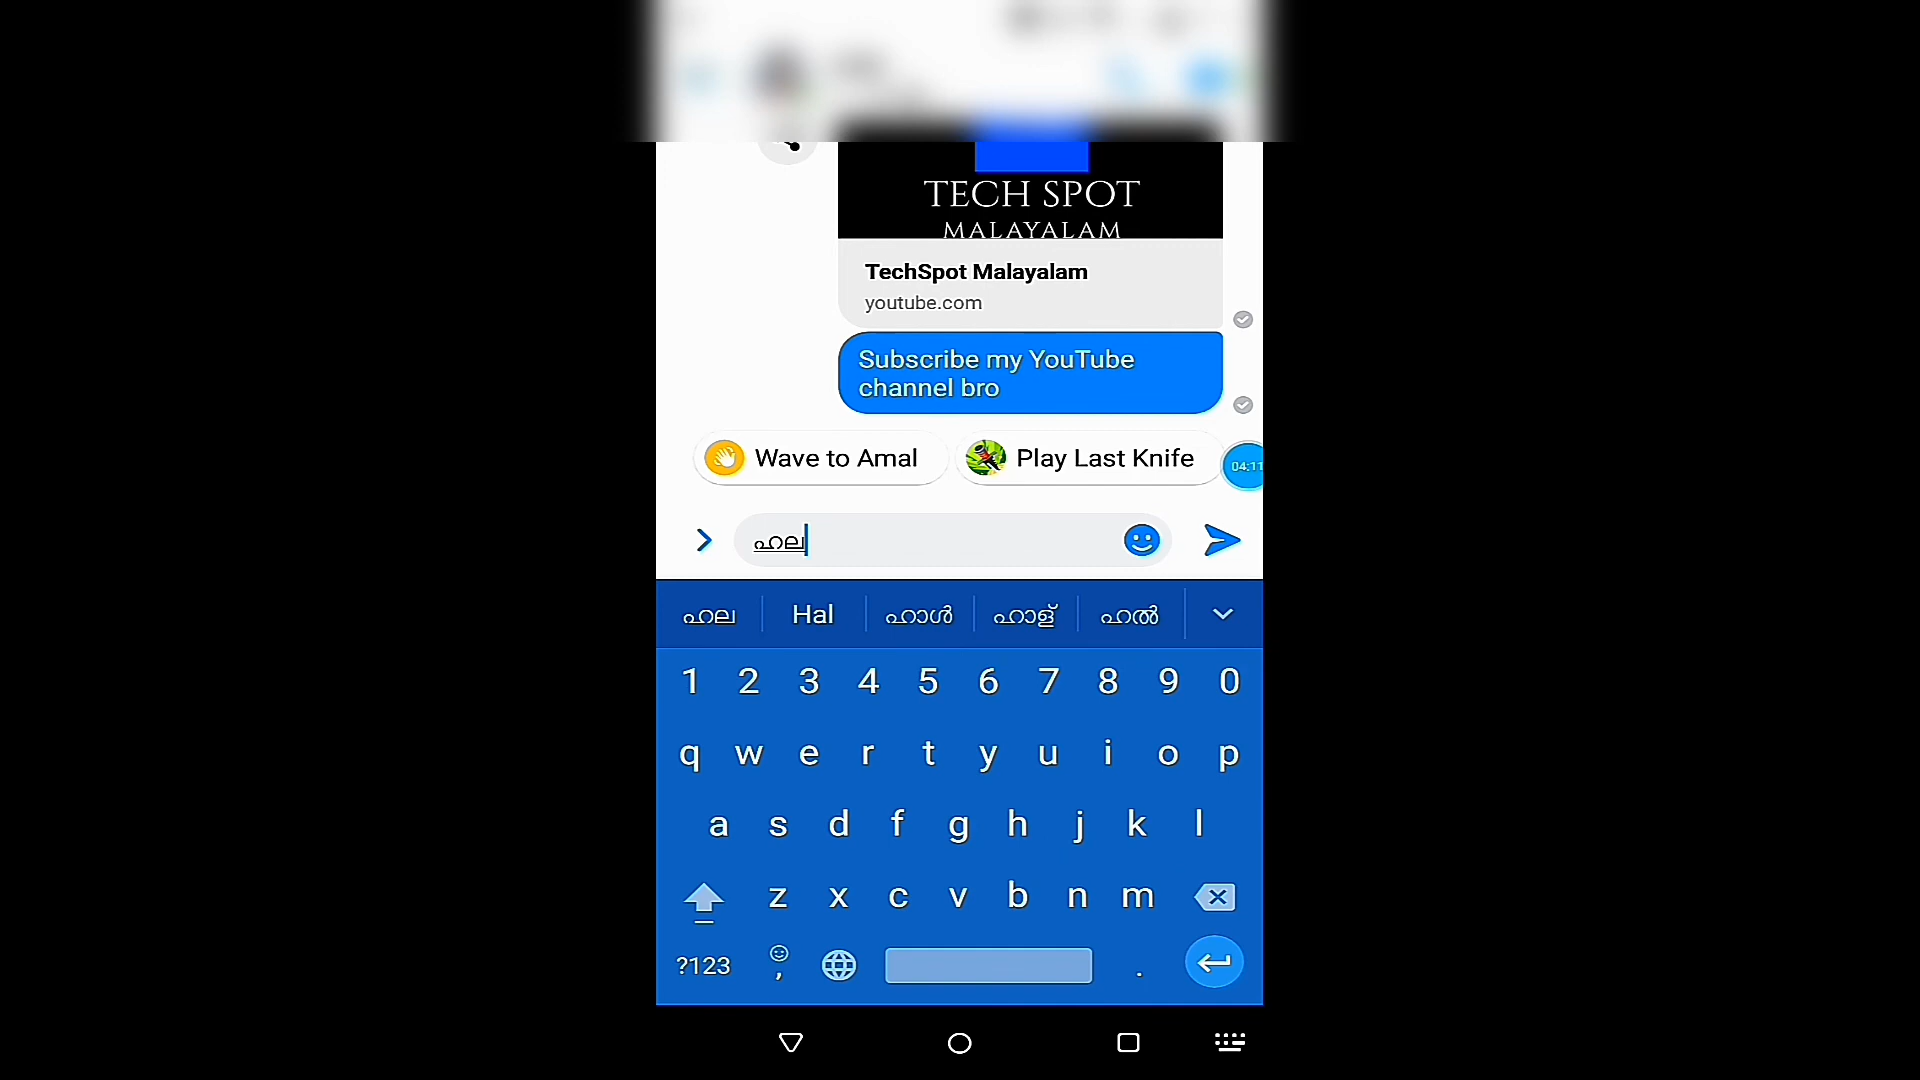 TECH SPOT
MALAYALAM
TechSpot Malayalam
youtube.com
Subscribe my YouTube
channel bro
Wave to Amal
Play Last Knife
04:11
ഹല
ഹല Hal ഹാൾ ഹാള് ഹൽ
1 2 3 4 5 6 7 8 9 0
q w e r t y u i o p
a s d f g h j k l
z x c v b n m
?123 , .